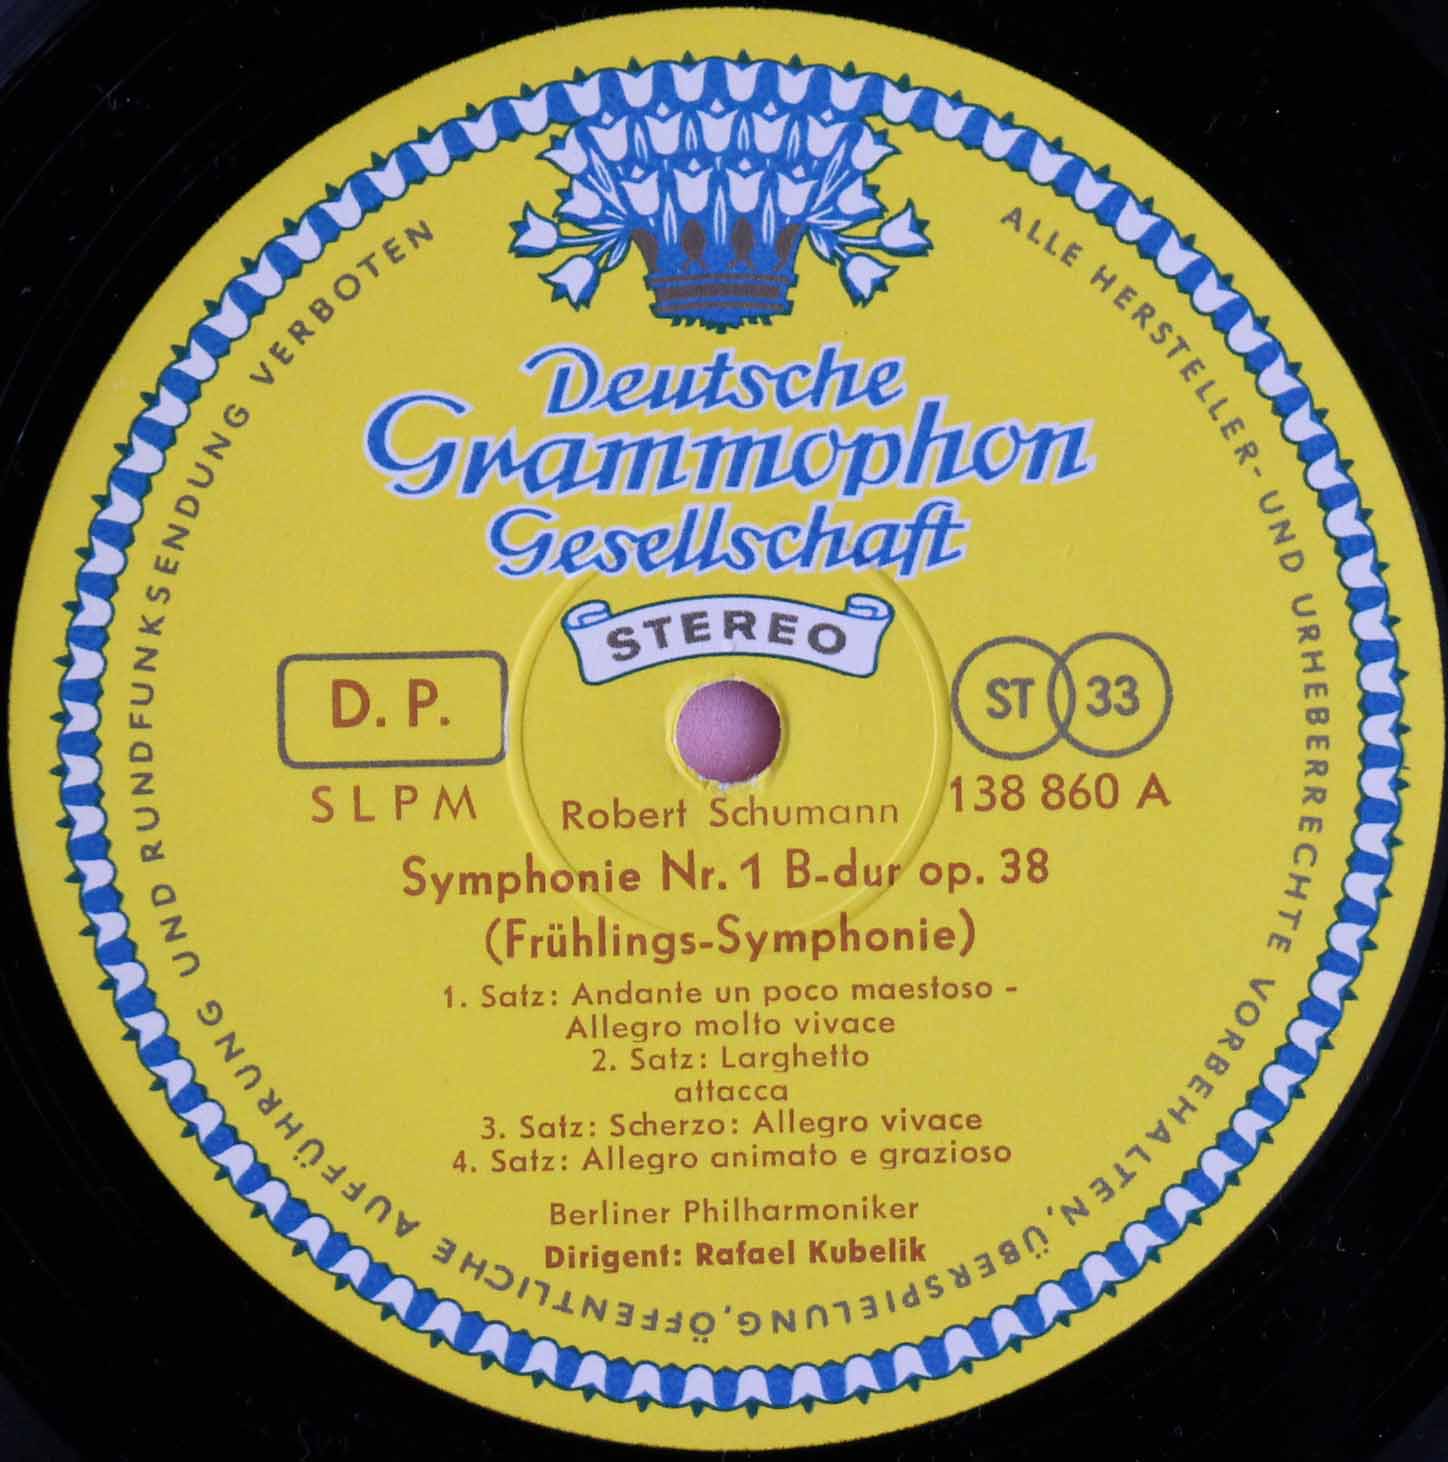 Deutsche
Grammophon
Gesellschaft
STEREO
D. P.
ST 33
SLPM
138 860 A
Robert Schumann
Symphonie Nr. 1 B-dur op. 38
(Frühlings-Symphonie)
1. Satz: Andante un poco maestoso -
Allegro molto vivace
2. Satz: Larghetto
attacca
3. Satz: Scherzo: Allegro vivace
4. Satz: Allegro animato e grazioso
Berliner Philharmoniker
Dirigent: Rafael Kubelik
ALLE HERSTELLER- UND URHEBERRECHTE VORBEHALTEN, ÜBERSPIELUNG, ÖFFENTLICHE AUFFÜHRUNG UND RUNDFUNKSENDUNG VERBOTEN